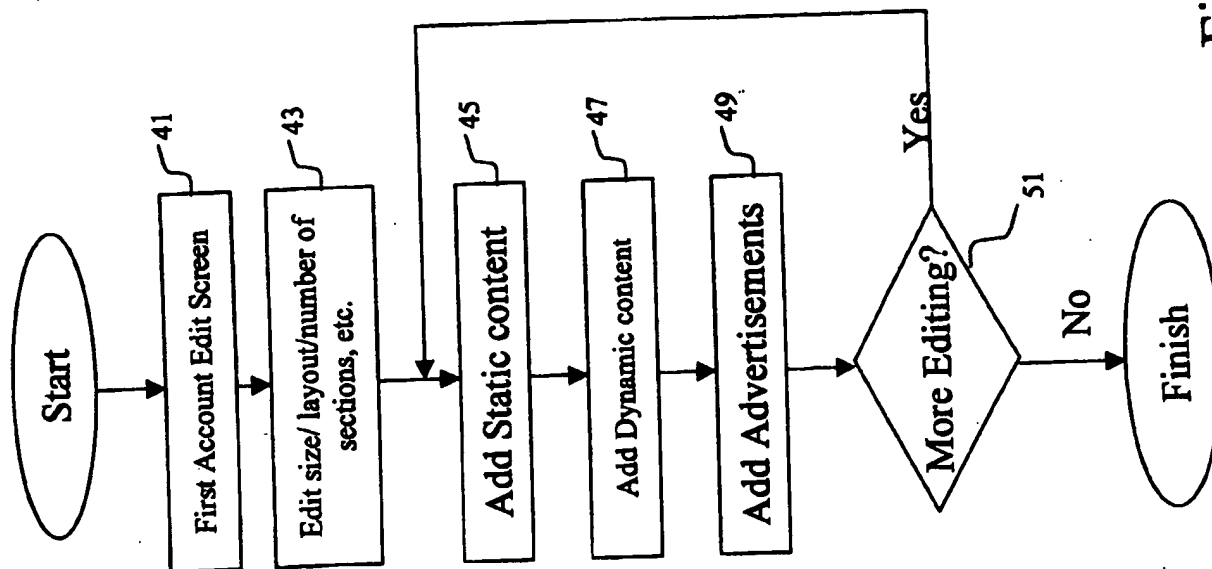 Start
41
First Account Edit Screen
43
Edit size/ layout/number of
sections, etc.
45
Add Static content
47
Add Dynamic content
49
Add Advertisements
More Editing?
51
Yes
No
Finish